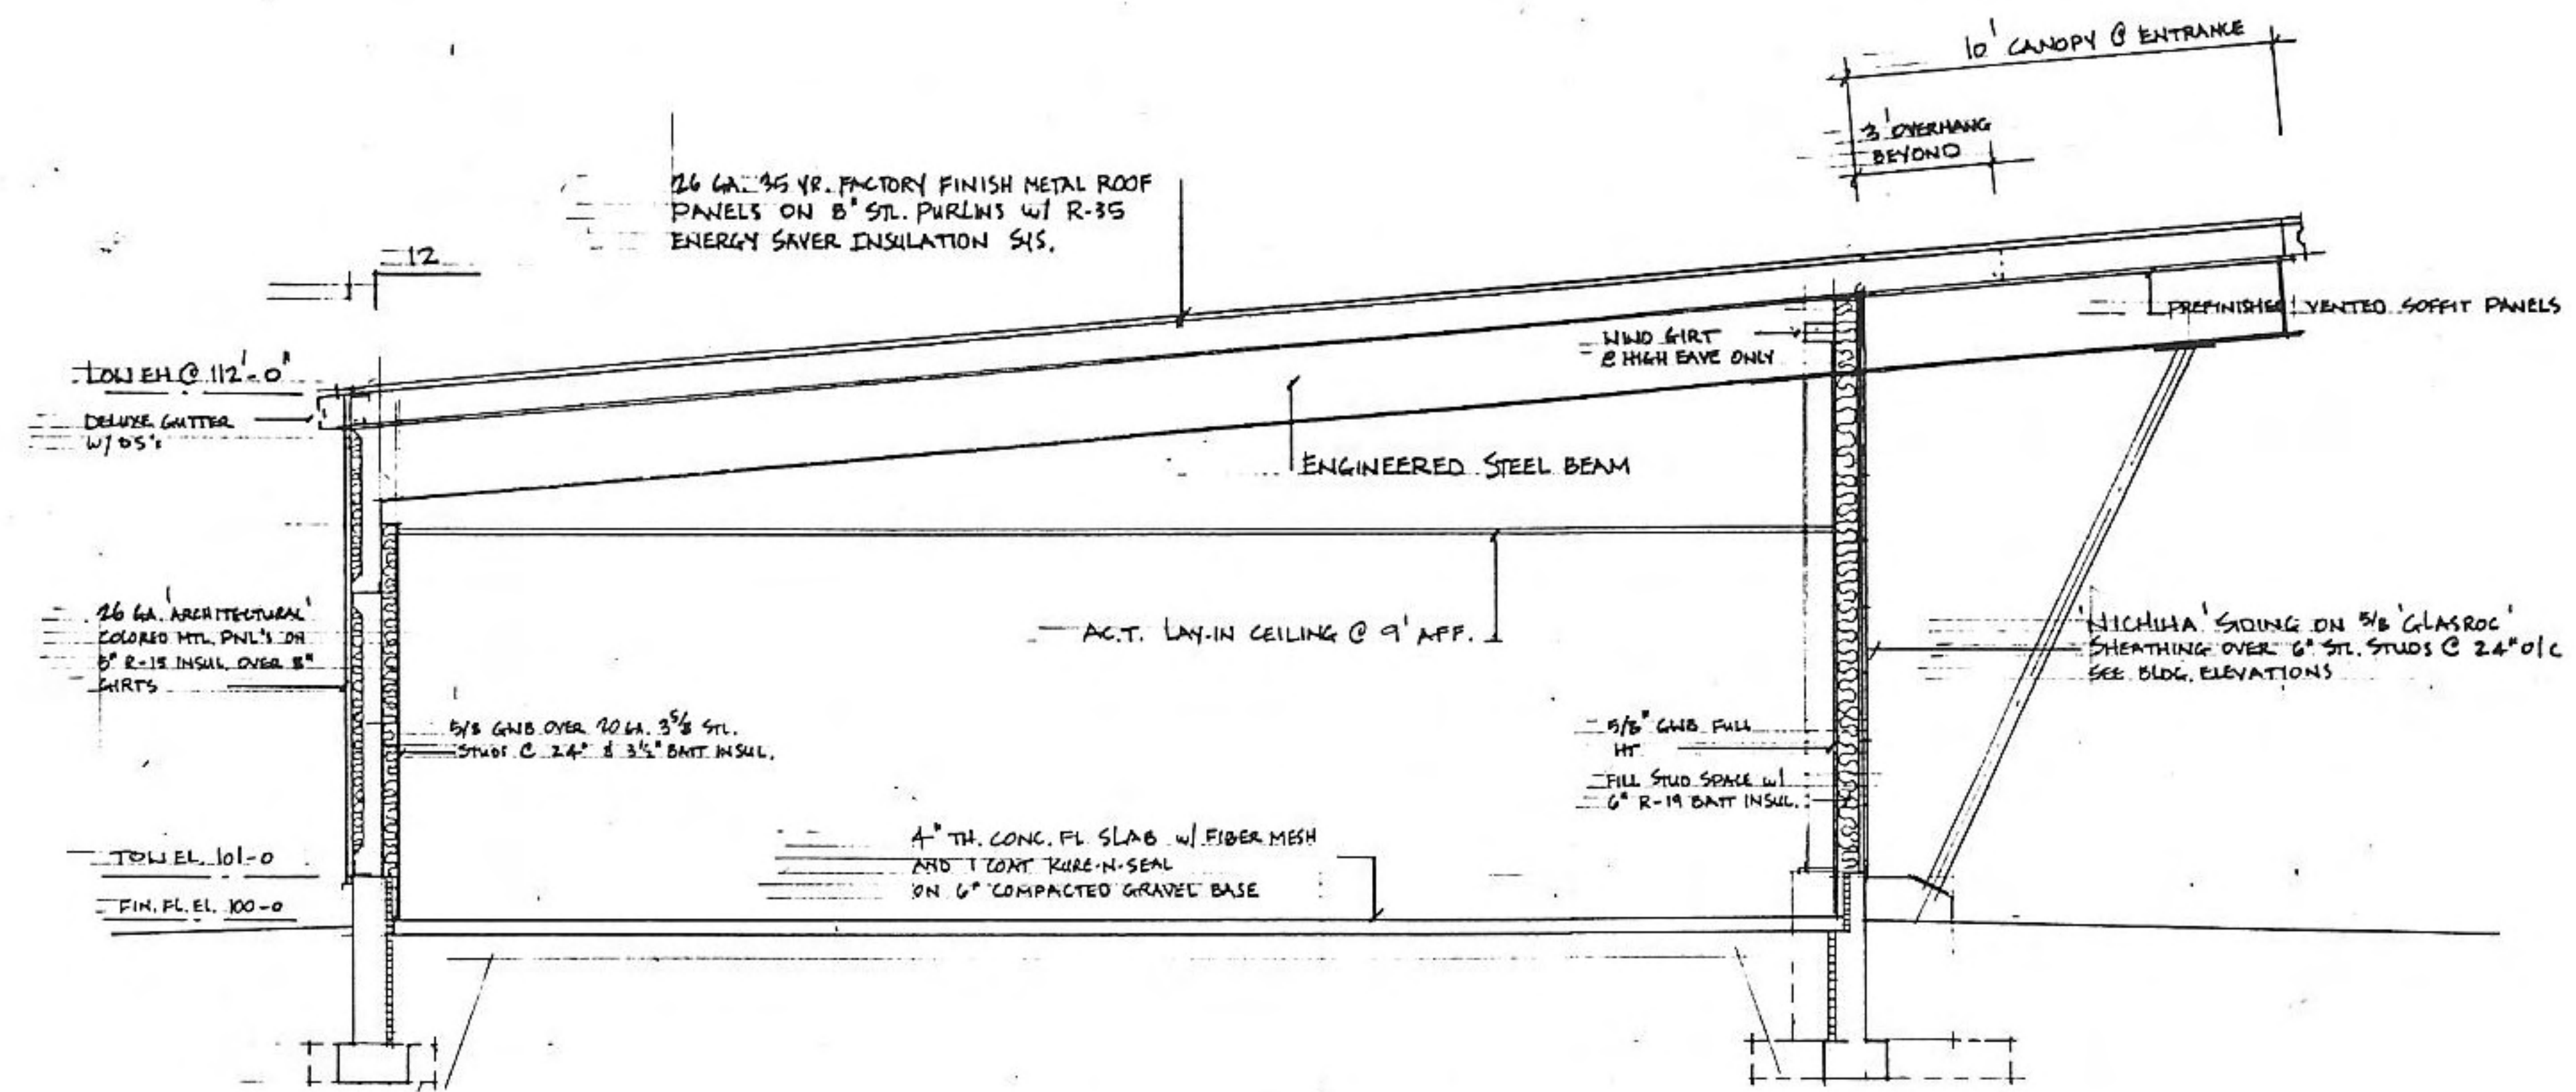 10' CANOPY @ ENTRANCE
3' OVERHANG
BEYOND
26 GA. 35 YR. FACTORY FINISH METAL ROOF
PANELS ON 8" STL. PURLINS W/ R-35
ENERGY SAVER INSULATION SYS.
12
PREFINISHED VENTED SOFFIT PANELS
WIND GIRT
@ HIGH EAVE ONLY
LOW EH @ 112'-0"
DELUXE GUTTER
W/ DS's
ENGINEERED STEEL BEAM
26 GA. 'ARCHITECTURAL'
COLORED MTL. PNL'S ON
R-15 INSUL. OVER 8"
GIRTS
A.C.T. LAY-IN CEILING @ 9' AFF.
'NICHIHA' SIDING ON 5/8 'GLASROC'
SHEATHING OVER 6" STL. STUDS @ 24" O/C
SEE BLDG. ELEVATIONS
5/8 GWB OVER 20 GA. 3 5/8 STL.
STUDS @ 24" & 3 1/2" BATT INSUL.
5/8" GWB FULL
HT
FILL STUD SPACE W/
6" R-19 BATT INSUL.
4" TH. CONC. FL. SLAB W/ FIBER MESH
AND 1 COAT KURE-N-SEAL
ON 6" COMPACTED GRAVEL BASE
TOW EL. 101-0
FIN. FL. EL. 100-0